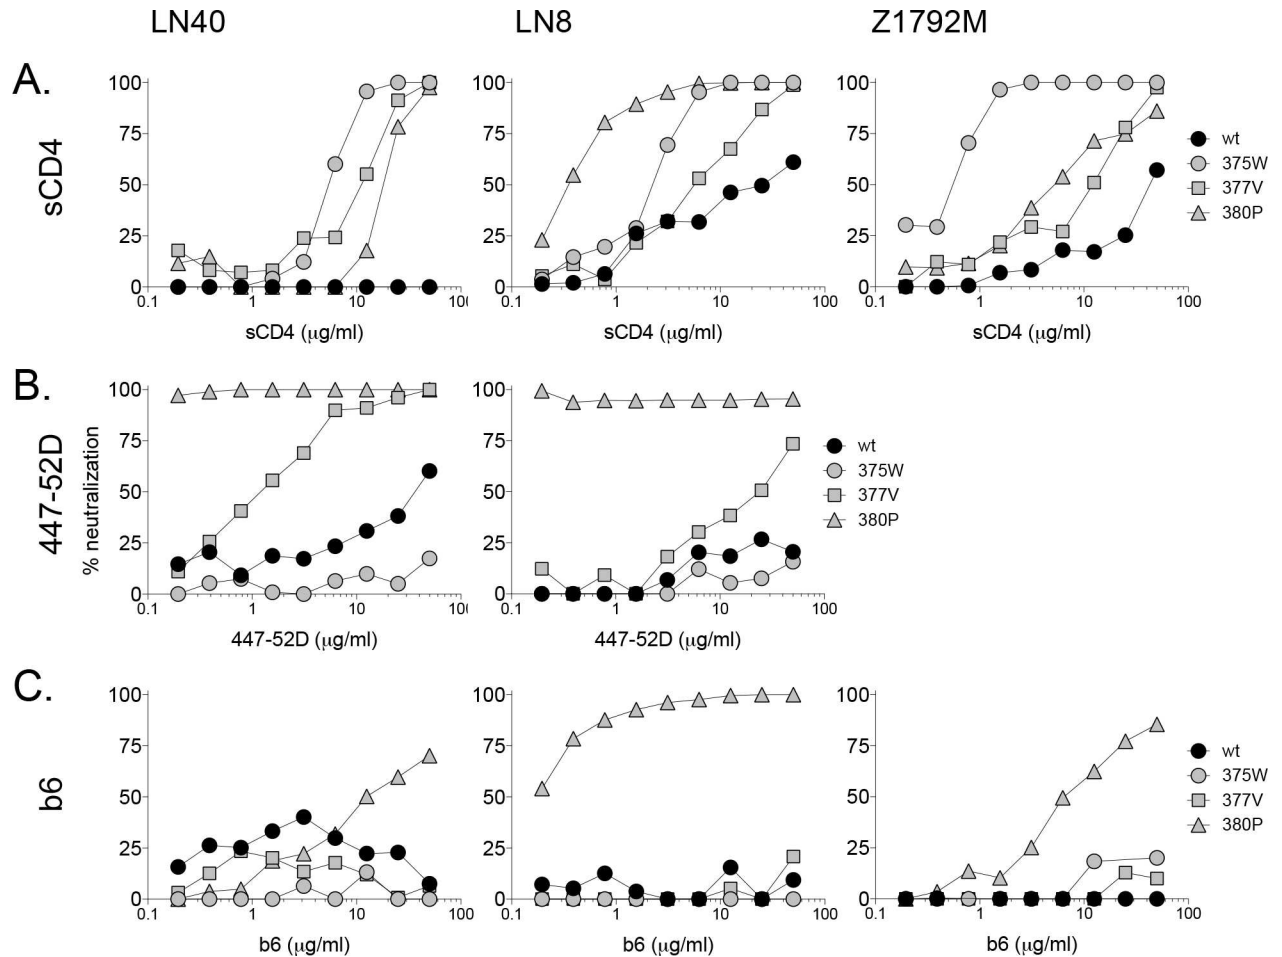 LN40 LN8 Z1792M
A.
sCD4
100 100 100
75 75 75
50 50 50
25 25 25
0 0 0
0.1 1 10 100 0.1 1 10 100 0.1 1 10 100
sCD4 (µg/ml) sCD4 (µg/ml) sCD4 (µg/ml)
wt
375W
377V
380P
B.
447-52D
% neutralization
100 100
75 75
50 50
25 25
0 0
0.1 1 10 100 0.1 1 10 100
447-52D (µg/ml) 447-52D (µg/ml)
wt
375W
377V
380P
C.
b6
100 100 100
75 75 75
50 50 50
25 25 25
0 0 0
0.1 1 10 100 0.1 1 10 100 0.1 1 10 100
b6 (µg/ml) b6 (µg/ml) b6 (µg/ml)
wt
375W
377V
380P